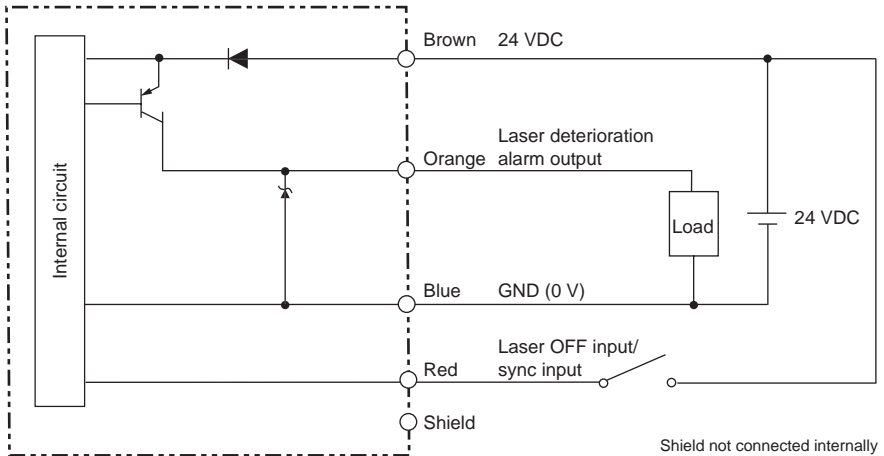 Brown 24 VDC
Laser deterioration
Orange alarm output
Internal circuit
Load
24 VDC
Blue GND (0 V)
Laser OFF input/
Red sync input
Shield
Shield not connected internally